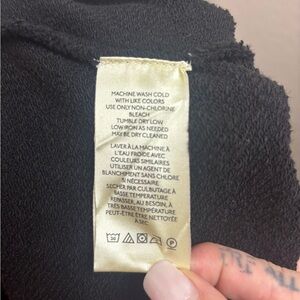 MACHINE WASH COLD
WITH LIKE COLORS
USE ONLY NON-CHLORINE
BLEACH
TUMBLE DRY LOW
LOW IRON AS NEEDED
MAY BE DRY CLEANED
LAVER À LA MACHINE À
L'EAU FROIDE AVEC
COULEURS SIMILAIRES
UTILISER UN AGENT DE
BLANCHIMENT SANS CHLORE
SI NÉCESSAIRE
SÉCHER PAR CULBUTAGE À
BASSE TEMPÉRATURE
REPASSER, AU BESOIN, À
TRÈS BASSE TEMPÉRATURE
PEUT-ÊTRE ÊTRE NETTOYÉ
À SEC
30
P